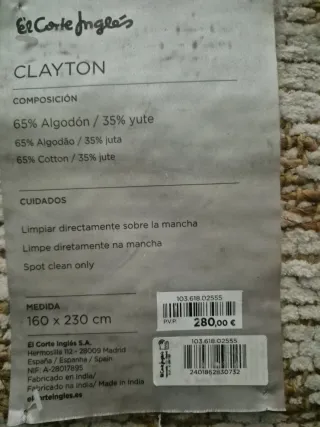 El Corte Inglés
CLAYTON
COMPOSICIÓN
65% Algodón / 35% yute
65% Algodão / 35% juta
65% Cotton / 35% jute
CUIDADOS
Limpiar directamente sobre la mancha
Limpe diretamente na mancha
Spot clean only
MEDIDA
160 x 230 cm
103.618.02555
P.V.P. 280,00 €
El Corte Inglés S.A.
Hermosilla 112 - 28009 Madrid
España / Espanha / Spain
NIF: A-28017895
Fabricado en india/
Fabricado na índia/ Made in India
elcorteingles.es
103.618.02555
2401862830732